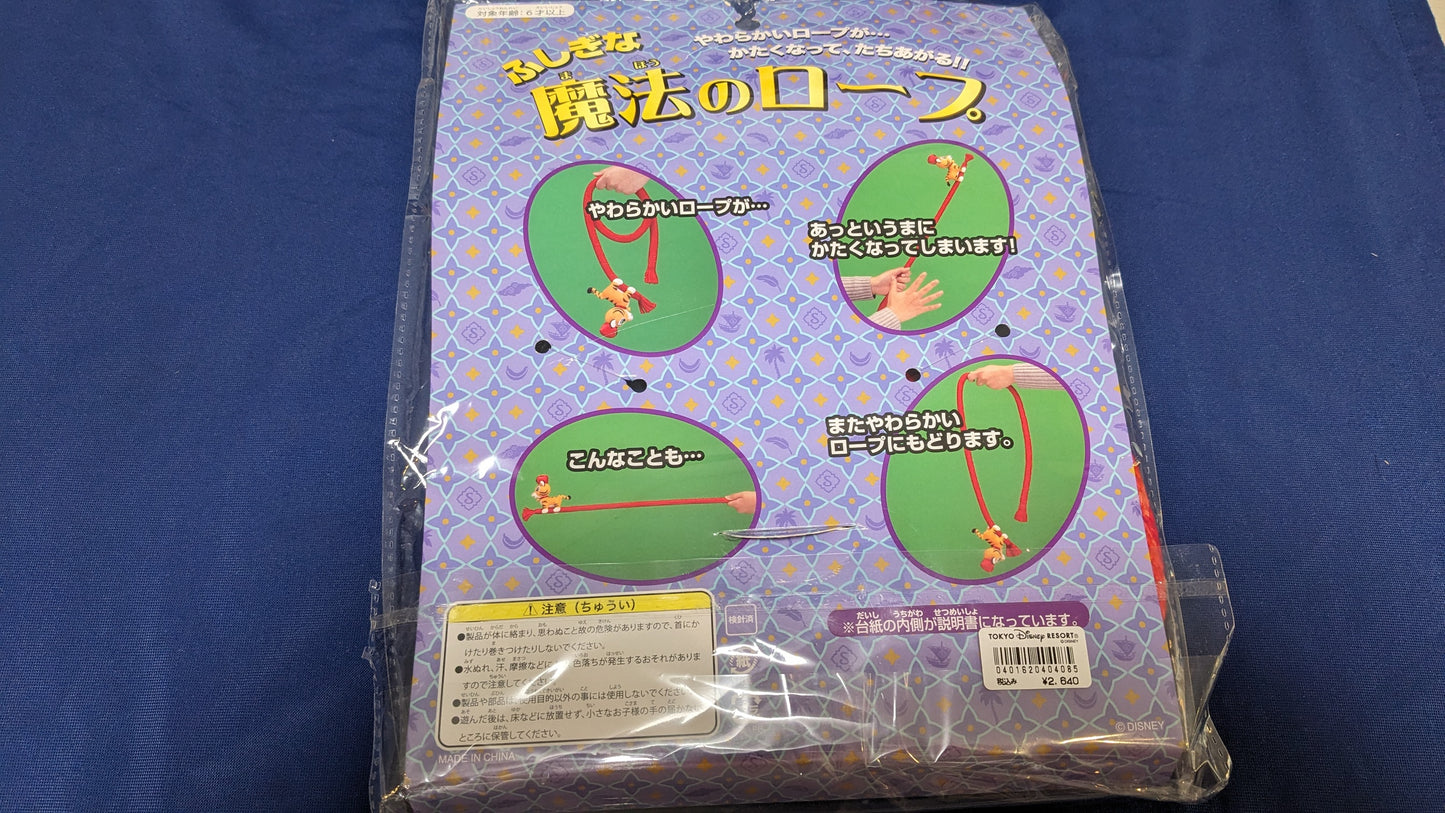 対象年齢:6才以上
やわらかいロープが…
かたくなって、たちあがる!!
ふしぎな
魔法のロープ
やわらかいロープが…
あっというまに
かたくなってしまいます!
こんなことも…
またやわらかい
ロープにもどります。
注意(ちゅうい)
●製品が体に絡まり、思わぬこと故の危険がありますので、首にか
けたり巻きつけたりしないでください。
●水ぬれ、汗、摩擦などに 色落ちが発生するおそれがありま
すので注意してくだ
●製品や部品は、使用目的以外の事には使用しないでください
●遊んだ後は、床などに放置せず、小さなお子様の手の届かない
ところに保管してください。
検針済
紙
※台紙の内側が説明書になっています。
TOKYO Disney RESORT®
©DISNEY
0401620404085
税込み ¥2,640
© DISNEY
MADE IN CHINA